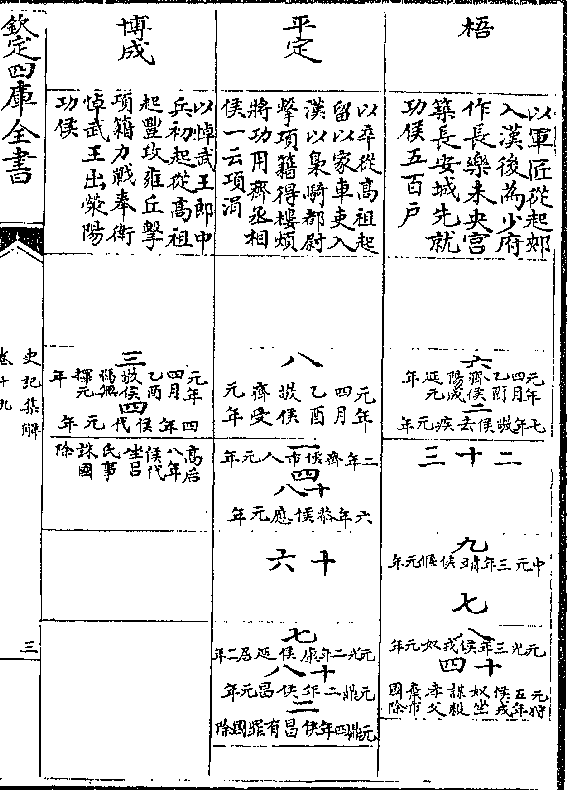 梧
以軍匠從起郟
入漢後為少府
作長樂未央宮
築長安城先就
功侯五百户
六
元年
四月
乙酉
齊侯
陽成
延元
年
二
七年敬侯去疾元年
二十三
九
中元三年靖侯偃元年
七
八
元光三年侯戎奴元年
十四
元狩
五年
侯戎
奴坐
謀殺
季父
棄市
國除
平定
以卒從高祖起
留以家車吏入
漢以梟騎都尉
擊項籍得樓煩
將功用齊丞相
侯一云項涓
八
元年
四月
乙酉
敬侯
齊受
元年
一
二年齊侯市人元年
四
十八
六年恭侯應元年
十六
七
元光二年康侯延居二年
十八
元鼎二年侯昌元年
二
元鼎四年侯昌有罪國除
博成
以悼武王郎中
兵初起從高祖
起豐攻雍丘擊
項籍力戰奉衛
悼武王出滎陽
功侯
三
元年
四月
乙酉
敬侯
馮無
擇元
年
四
四年侯代元年
高后
八年
侯代
坐吕
氏事
誅國
除
欽定四庫全書
史記集解
卷十九
三